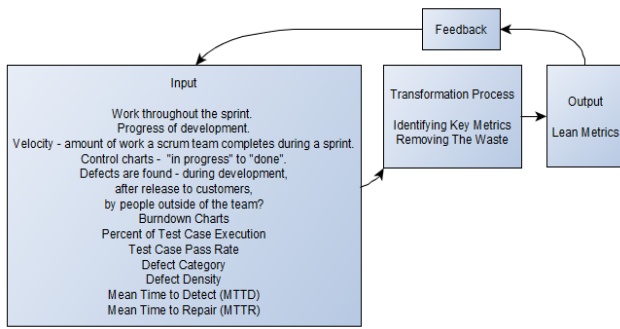 Feedback
Input
Work throughout the sprint.
Progress of development.
Velocity - amount of work a scrum team completes during a sprint.
Control charts - "in progress" to "done".
Defects are found - during development,
after release to customers,
by people outside of the team?
Burndown Charts
Percent of Test Case Execution
Test Case Pass Rate
Defect Category
Defect Density
Mean Time to Detect (MTTD)
Mean Time to Repair (MTTR)
Transformation Process
Identifying Key Metrics
Removing The Waste
Output
Lean Metrics